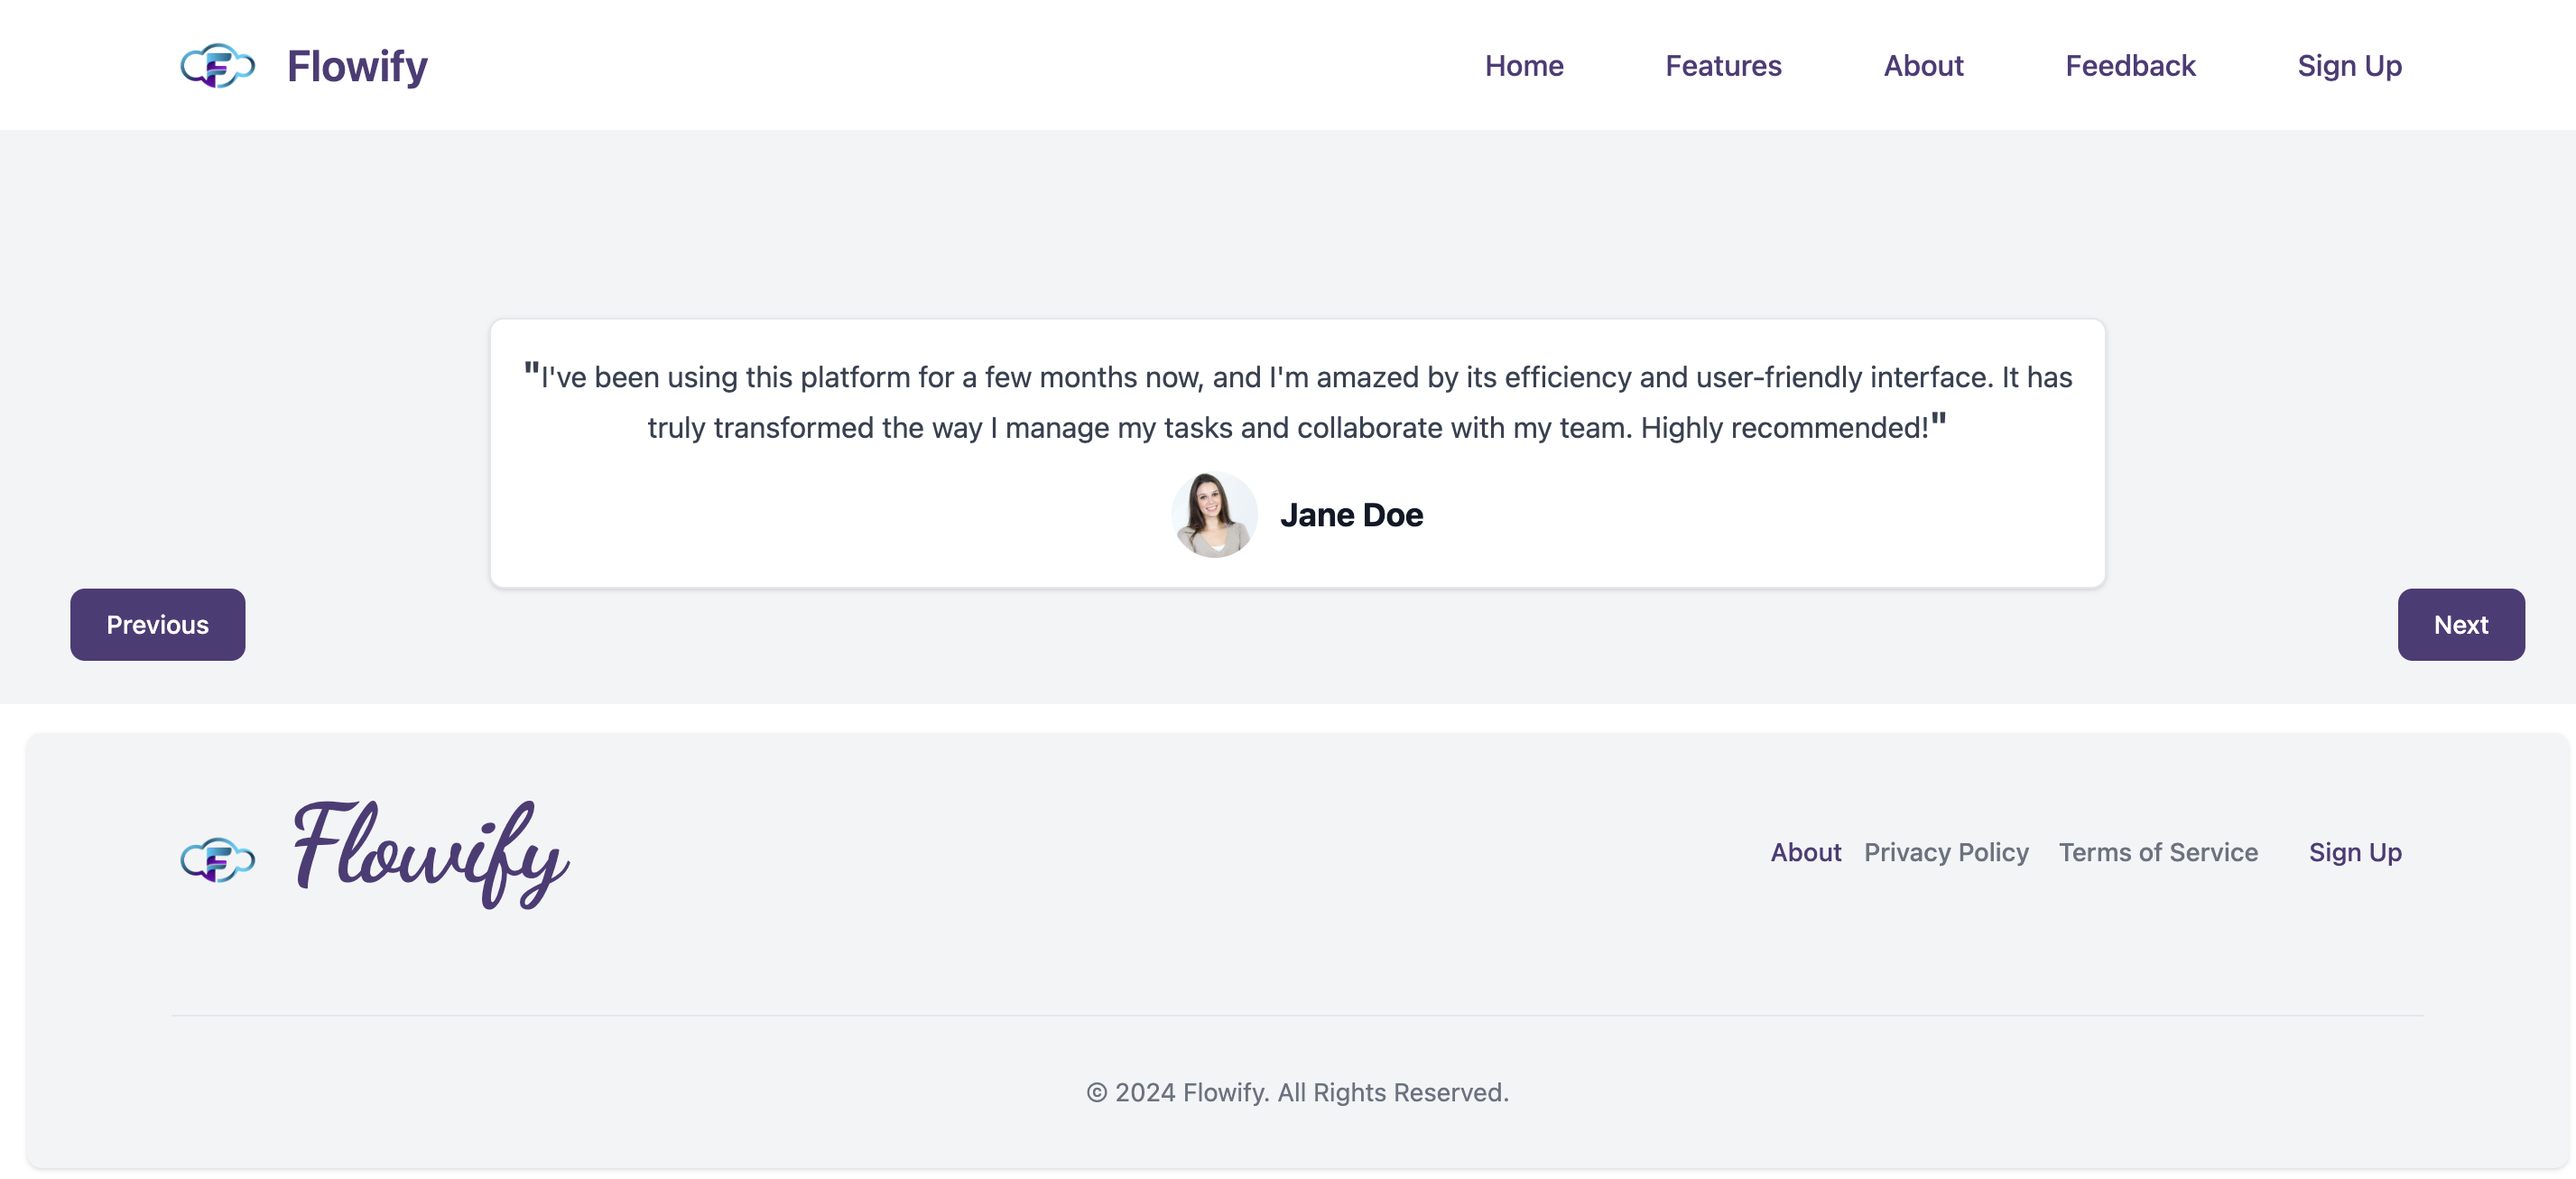 F Flowify
Home Features About Feedback Sign Up
"I've been using this platform for a few months now, and I'm amazed by its efficiency and user-friendly interface. It has
truly transformed the way I manage my tasks and collaborate with my team. Highly recommended!"
Jane Doe
Previous
Next
F Flowify
About Privacy Policy Terms of Service Sign Up
© 2024 Flowify. All Rights Reserved.